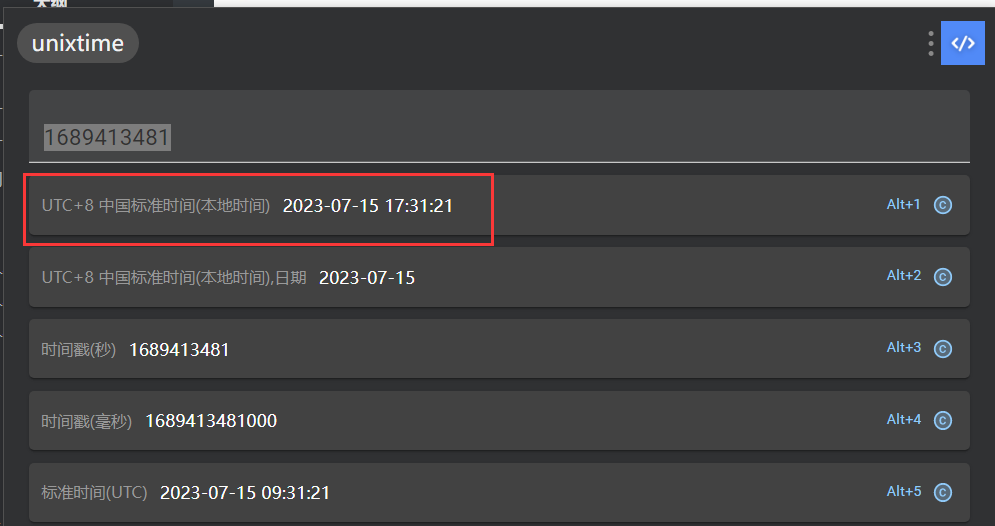 unixtime
1689413481
UTC+8 中国标准时间(本地时间) 2023-07-15 17:31:21 Alt+1
UTC+8 中国标准时间(本地时间),日期 2023-07-15 Alt+2
时间戳(秒) 1689413481 Alt+3
时间戳(毫秒) 1689413481000 Alt+4
标准时间(UTC) 2023-07-15 09:31:21 Alt+5